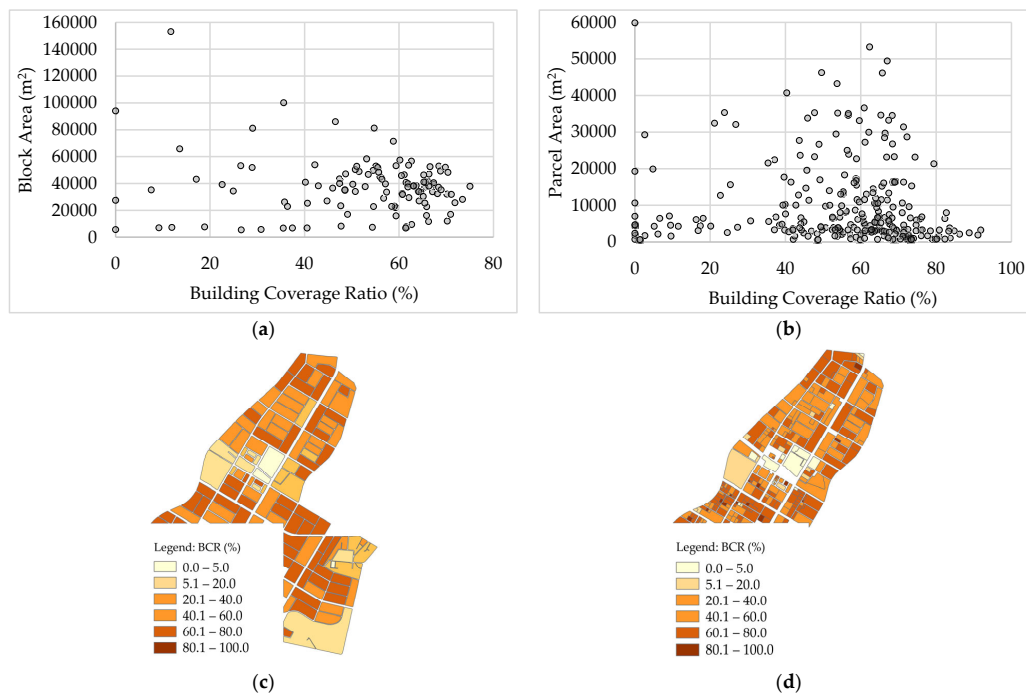 160000
140000
120000
100000
80000
60000
40000
20000
0
Block Area (m²)
0 20 40 60 80
Building Coverage Ratio (%)
(a)
60000
50000
40000
30000
20000
10000
0
Parcel Area (m²)
0 20 40 60 80 100
Building Coverage Ratio (%)
(b)
Legend: BCR (%)
0.0 – 5.0
5.1 – 20.0
20.1 – 40.0
40.1 – 60.0
60.1 – 80.0
80.1 – 100.0
(c)
Legend: BCR (%)
0.0 – 5.0
5.1 – 20.0
20.1 – 40.0
40.1 – 60.0
60.1 – 80.0
80.1 – 100.0
(d)